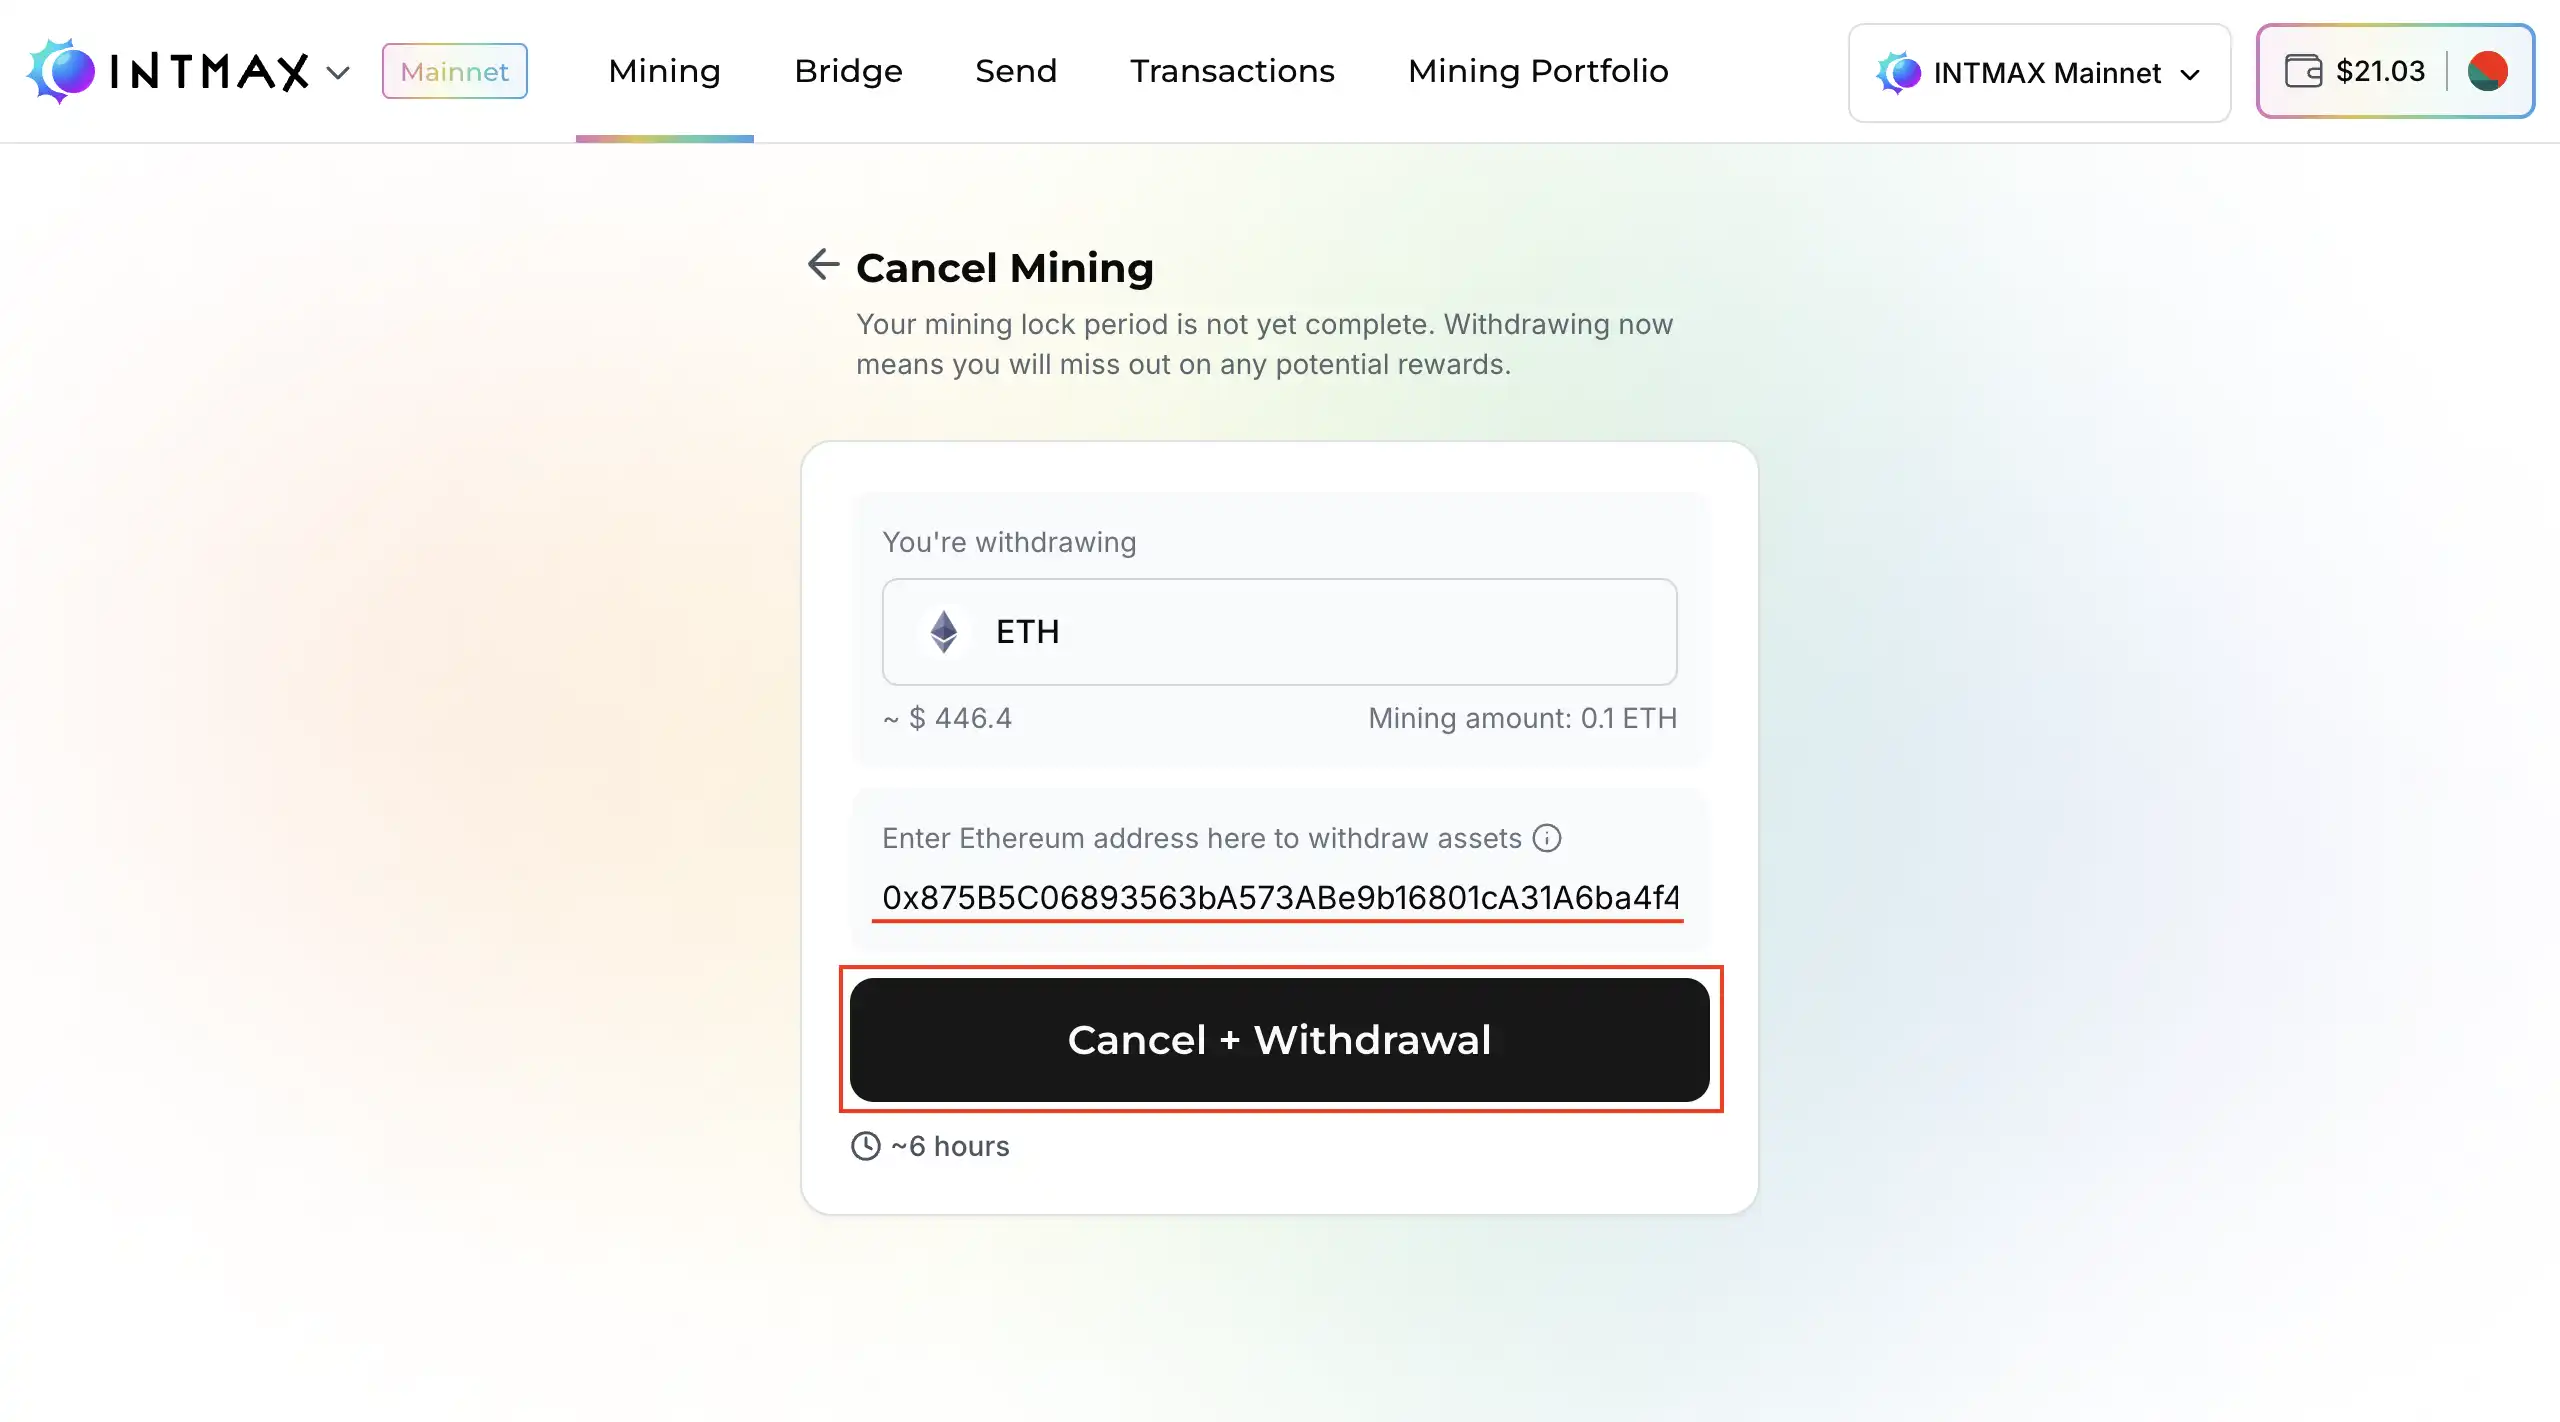 INTMAX
Mainnet
Mining
Bridge
Send
Transactions
Mining Portfolio
INTMAX Mainnet
$21.03
Cancel Mining
Your mining lock period is not yet complete. Withdrawing now
means you will miss out on any potential rewards.
You're withdrawing
ETH
~ $ 446.4
Mining amount: 0.1 ETH
Enter Ethereum address here to withdraw assets
0x875B5C06893563bA573ABe9b16801cA31A6ba4f4
Cancel + Withdrawal
~6 hours